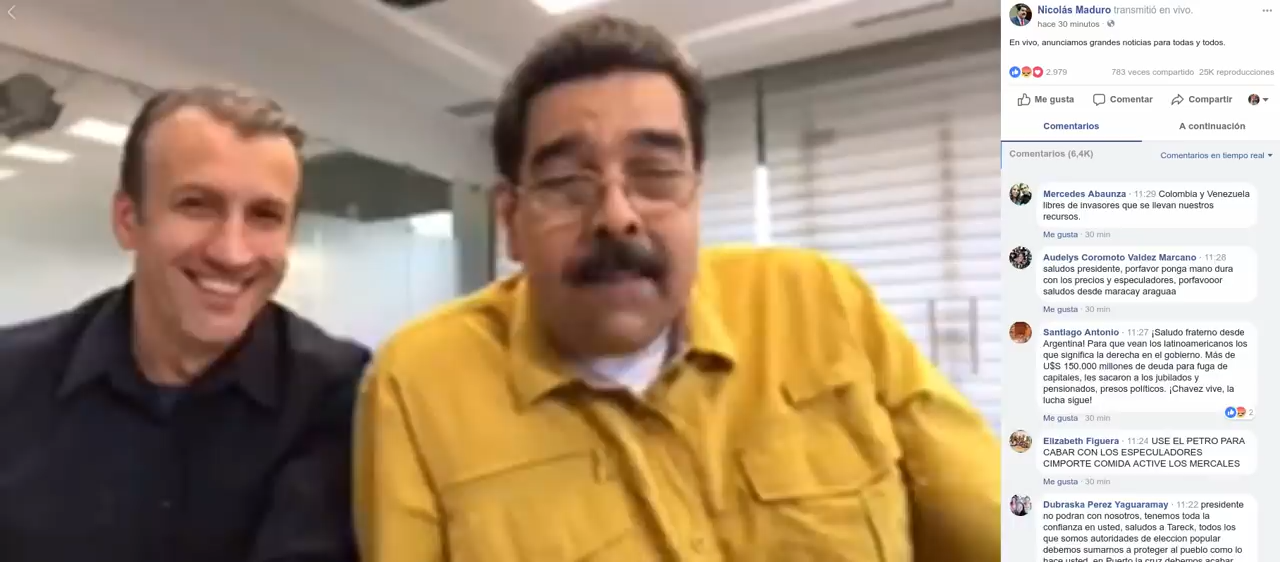 Nicolás Maduro transmitió en vivo.
hace 30 minutos ·
En vivo, anunciamos grandes noticias para todas y todos.
2.979
783 veces compartido 25K reproducciones
Me gusta
Comentar
Compartir
Comentarios
A continuación
Comentarios (6,4K)
Comentarios en tiempo real
Mercedes Abaunza · 11:29 Colombia y Venezuela
libres de invasores que se llevan nuestros
recursos.
Me gusta · 30 min
Audelys Coromoto Valdez Marcano · 11:28
saludos presidente, porfavor ponga mano dura
con los precios y especuladores, porfavooor
saludos desde maracay araguaa
Me gusta · 30 min
Santiago Antonio · 11:27 ¡Saludo fraterno desde
Argentina! Para que vean los latinoamericanos los
que significa la derecha en el gobierno. Más de
U$S 150.000 millones de deuda para fuga de
capitales, les sacaron a los jubilados y
pensionados, presos políticos. ¡Chavez vive, la
lucha sigue!
2
Me gusta · 30 min
Elizabeth Figuera · 11:24 USE EL PETRO PARA
CABAR CON LOS ESPECULADORES
CIMPORTE COMIDA ACTIVE LOS MERCALES
Me gusta · 30 min
Dubraska Perez Yaguaramay · 11:22 presidente
no podran con nosotros, tenemos toda la
confianza en usted, saludos a Tareck, todos los
que somos autoridades de eleccion popular
debemos sumarnos a proteger al pueblo como lo
hace usted, en Puerto la cruz debemos acabar